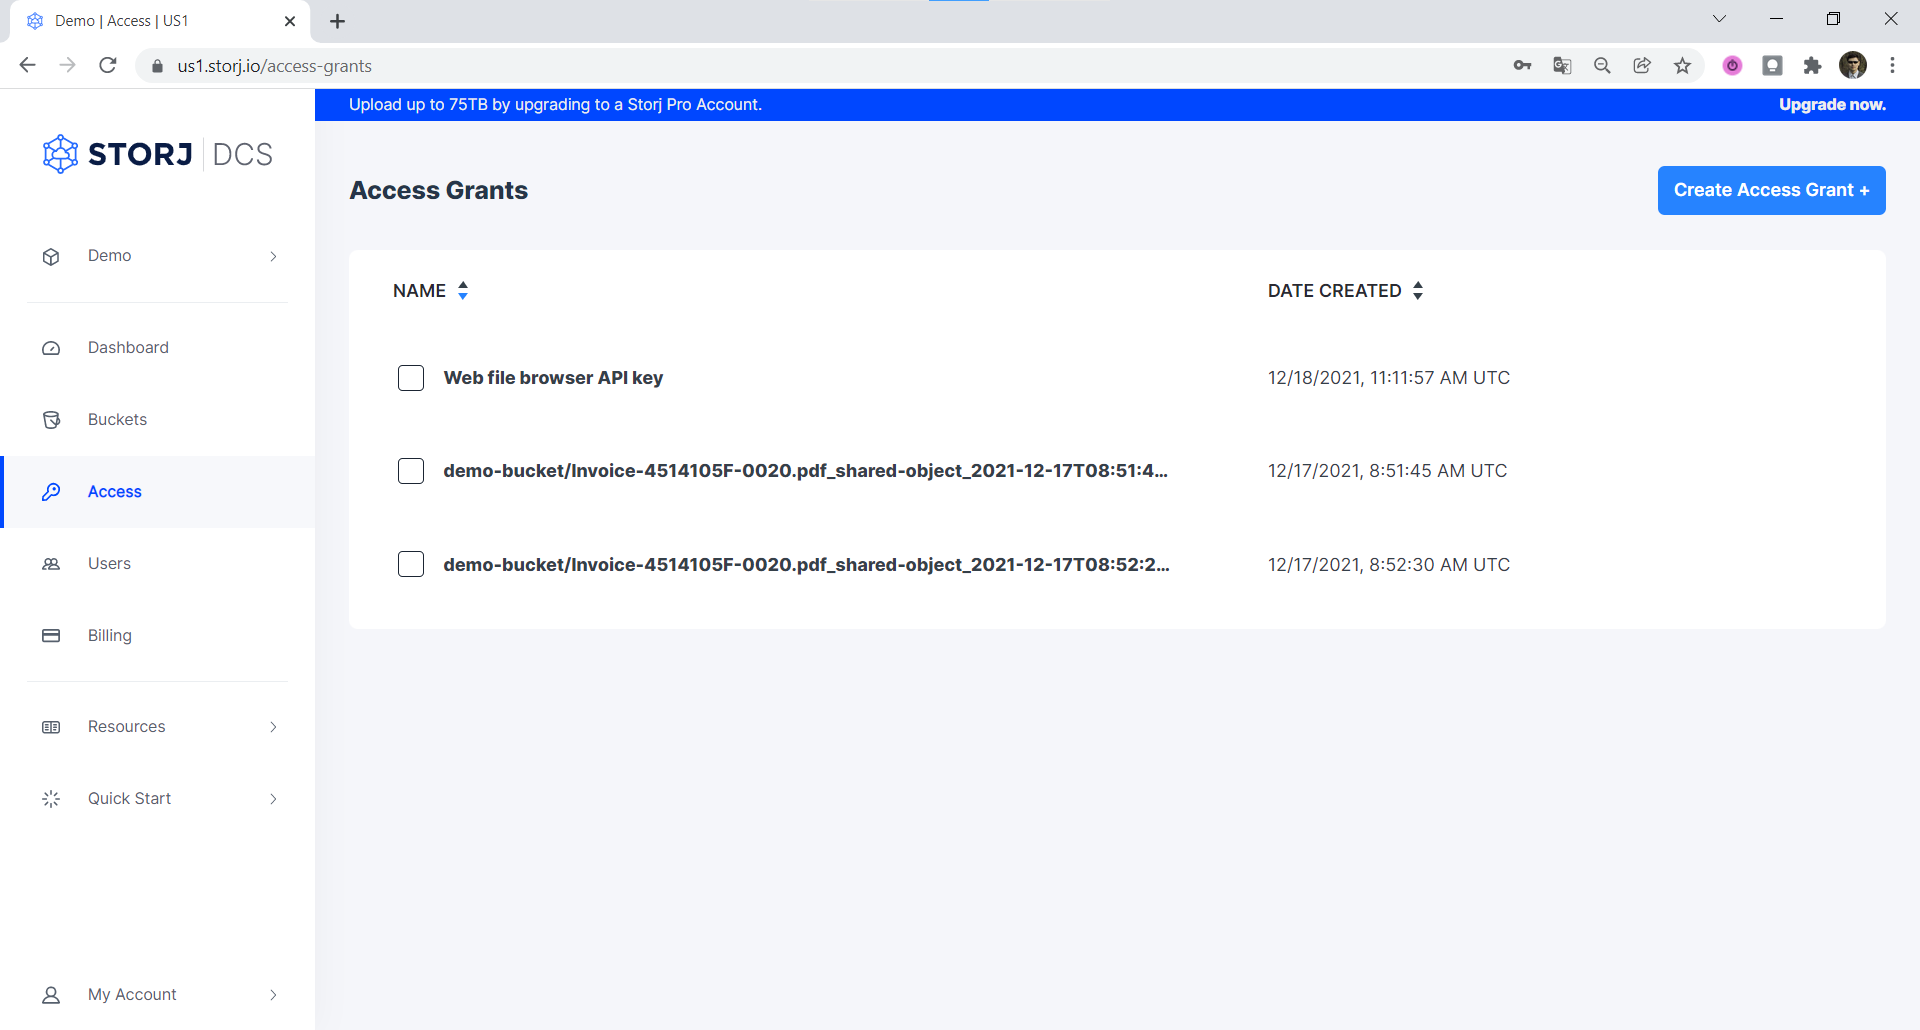 Demo | Access | US1
us1.storj.io/access-grants
Upload up to 75TB by upgrading to a Storj Pro Account.
Upgrade now.
STORJ DCS
Access Grants
Create Access Grant +
Demo
Dashboard
Buckets
Access
Users
Billing
Resources
Quick Start
My Account
NAME DATE CREATED
Web file browser API key 12/18/2021, 11:11:57 AM UTC
demo-bucket/Invoice-4514105F-0020.pdf_shared-object_2021-12-17T08:51:4... 12/17/2021, 8:51:45 AM UTC
demo-bucket/Invoice-4514105F-0020.pdf_shared-object_2021-12-17T08:52:2... 12/17/2021, 8:52:30 AM UTC